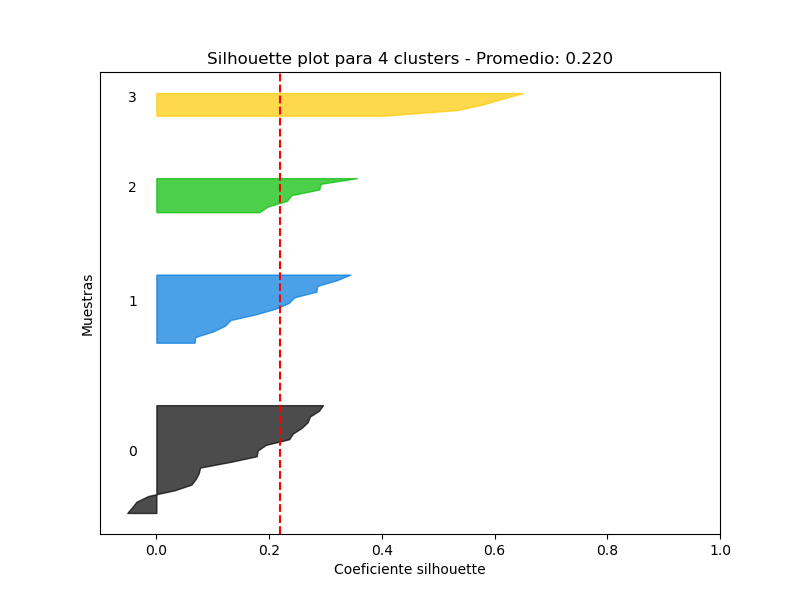 Silhouette plot para 4 clusters - Promedio: 0.220
3
2
1
0
Muestras
0.0 0.2 0.4 0.6 0.8 1.0
Coeficiente silhouette